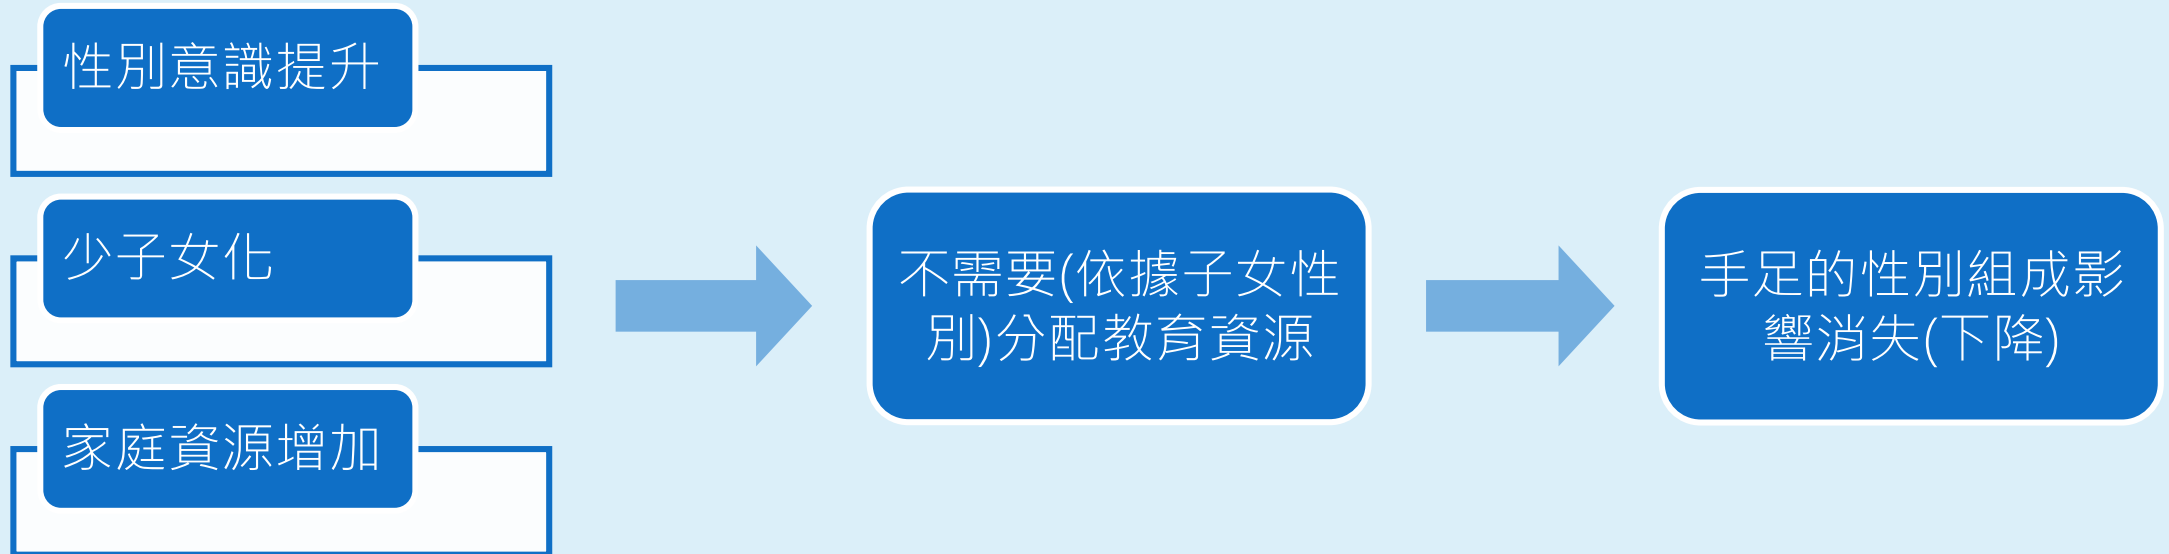 性別意識提升
少子女化
家庭資源增加
不需要(依據子女性
別)分配教育資源
手足的性別組成影
響消失(下降)